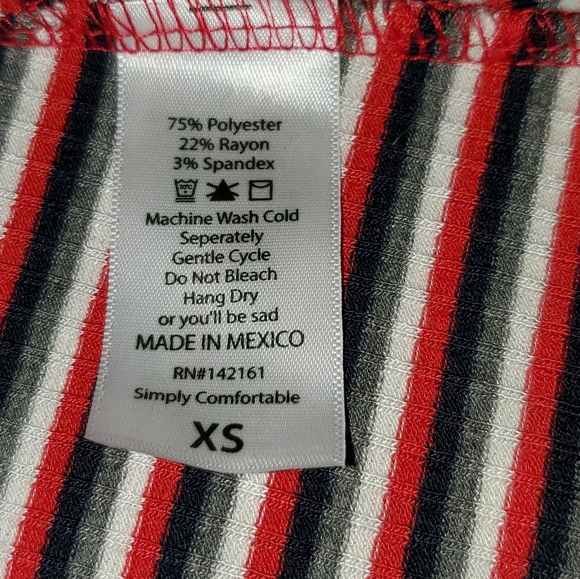 75% Polyester
22% Rayon
3% Spandex
30°C
Machine Wash Cold
Seperately
Gentle Cycle
Do Not Bleach
Hang Dry
or you'll be sad
MADE IN MEXICO
RN#142161
Simply Comfortable
XS